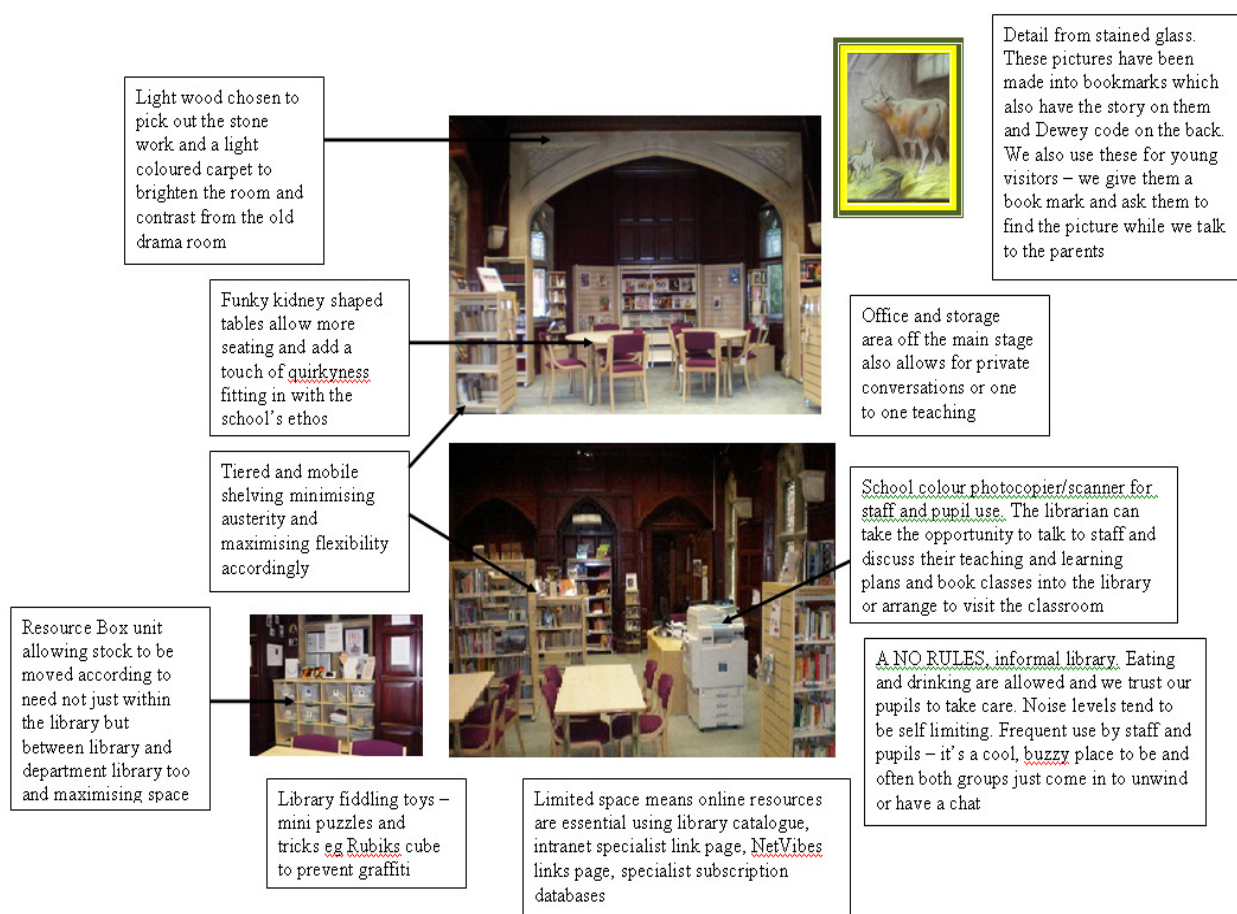 Light wood chosen to
pick out the stone
work and a light
coloured carpet to
brighten the room and
contrast from the old
drama room
Detail from stained glass.
These pictures have been
made into bookmarks which
also have the story on them
and Dewey code on the back.
We also use these for young
visitors – we give them a
book mark and ask them to
find the picture while we talk
to the parents
Funky kidney shaped
tables allow more
seating and add a
touch of quirkyness
fitting in with the
school's ethos
Office and storage
area off the main stage
also allows for private
conversations or one
to one teaching
Tiered and mobile
shelving minimising
austerity and
maximising flexibility
accordingly
School colour photocopier/scanner for
staff and pupil use. The librarian can
take the opportunity to talk to staff and
discuss their teaching and learning
plans and book classes into the library
or arrange to visit the classroom
Resource Box unit
allowing stock to be
moved according to
need not just within
the library but
between library and
department library too
and maximising space
A NO RULES, informal library. Eating
and drinking are allowed and we trust our
pupils to take care. Noise levels tend to
be self limiting. Frequent use by staff and
pupils – it's a cool, buzzy place to be and
often both groups just come in to unwind
or have a chat
Library fiddling toys –
mini puzzles and
tricks eg Rubiks cube
to prevent graffiti
Limited space means online resources
are essential using library catalogue,
intranet specialist link page, NetVibes
links page, specialist subscription
databases